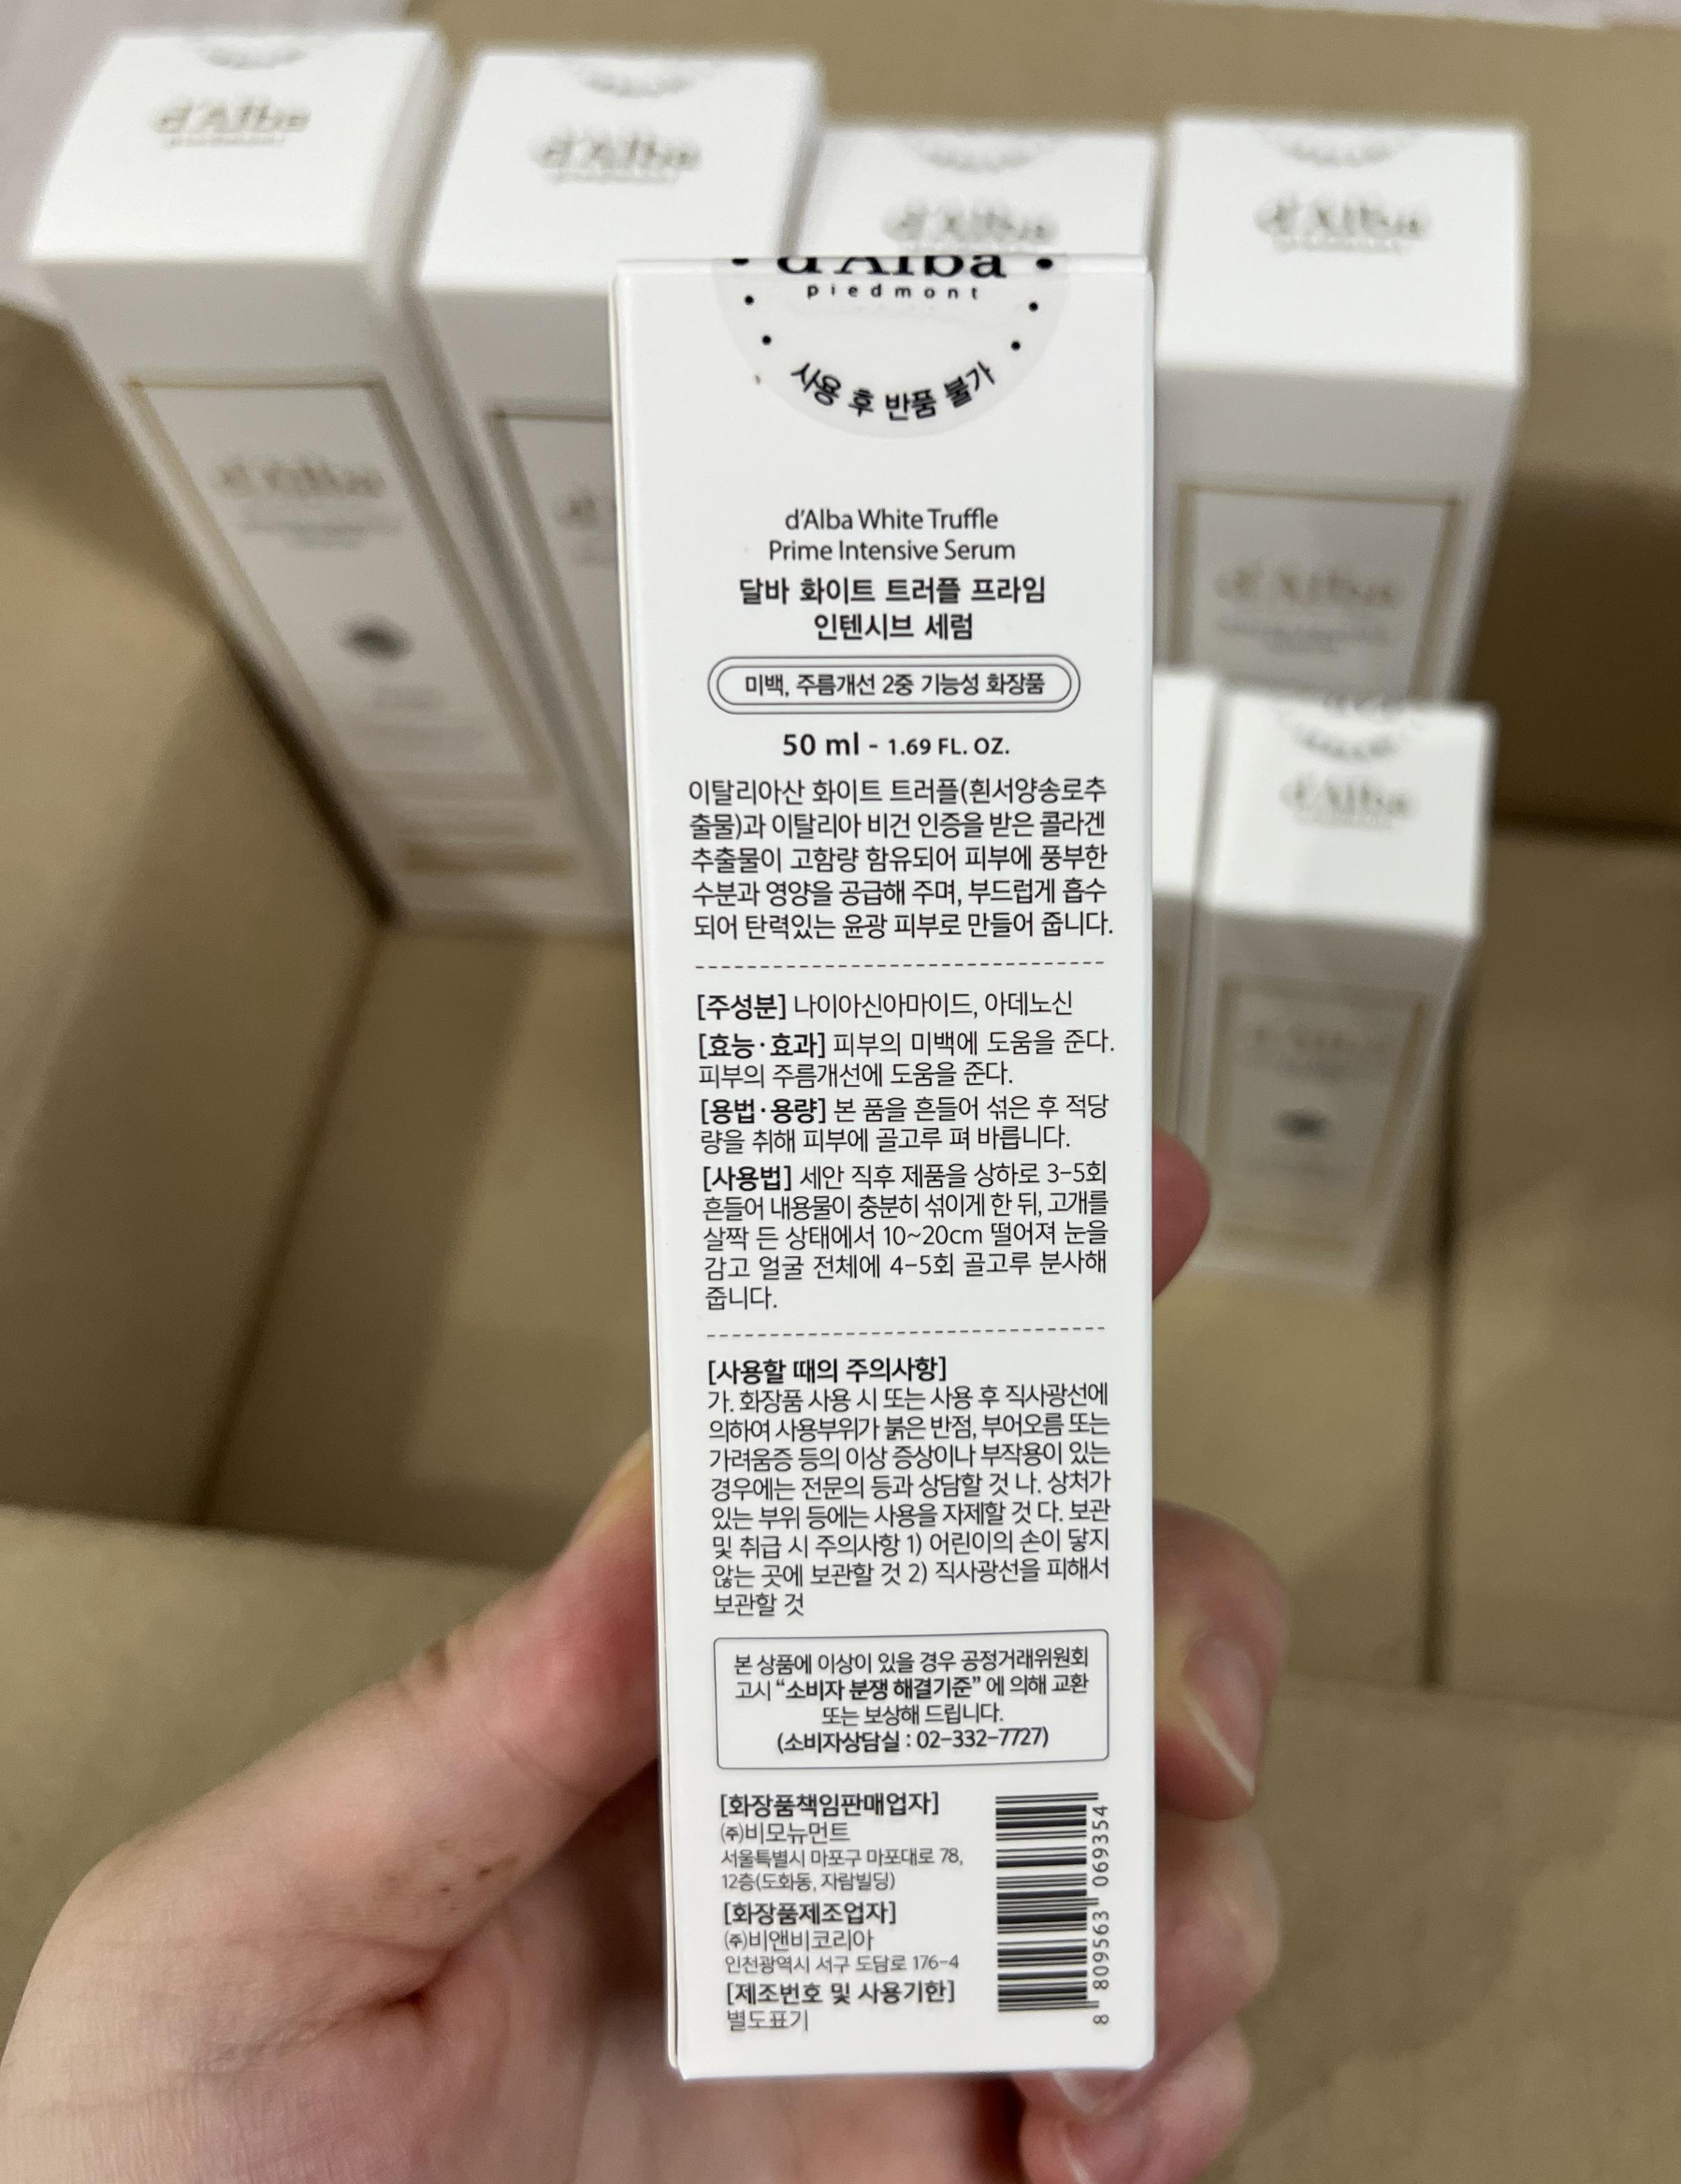 d'Alba
piedmont
d'Alba
piedmont
d'Alba
d'Alba
d'Alba
piedmont
사용 후 반품 불가
d'Alba White Truffle
Prime Intensive Serum
달바 화이트 트러플 프라임
인텐시브 세럼
미백, 주름개선 2중 기능성 화장품
50 ml - 1.69 FL. OZ.
이탈리아산 화이트 트러플(흰서양송로추
출물)과 이탈리아 비건 인증을 받은 콜라겐
추출물이 고함량 함유되어 피부에 풍부한
수분과 영양을 공급해 주며, 부드럽게 흡수
되어 탄력있는 윤광 피부로 만들어 줍니다.
[주성분] 나이아신아마이드, 아데노신
[효능·효과] 피부의 미백에 도움을 준다.
피부의 주름개선에 도움을 준다.
[용법·용량] 본 품을 흔들어 섞은 후 적당
량을 취해 피부에 골고루 펴 바릅니다.
[사용법] 세안 직후 제품을 상하로 3-5회
흔들어 내용물이 충분히 섞이게 한 뒤, 고개를
살짝 든 상태에서 10~20cm 떨어져 눈을
감고 얼굴 전체에 4-5회 골고루 분사해
줍니다.
[사용할 때의 주의사항]
가. 화장품 사용 시 또는 사용 후 직사광선에
의하여 사용부위가 붉은 반점, 부어오름 또는
가려움증 등의 이상 증상이나 부작용이 있는
경우에는 전문의 등과 상담할 것 나. 상처가
있는 부위 등에는 사용을 자제할 것 다. 보관
및 취급 시 주의사항 1) 어린이의 손이 닿지
않는 곳에 보관할 것 2) 직사광선을 피해서
보관할 것
본 상품에 이상이 있을 경우 공정거래위원회
고시 “소비자 분쟁 해결기준” 에 의해 교환
또는 보상해 드립니다.
(소비자상담실 : 02-332-7727)
[화장품책임판매업자]
㈜비모뉴먼트
서울특별시 마포구 마포대로 78,
12층(도화동, 자람빌딩)
[화장품제조업자]
㈜비앤비코리아
인천광역시 서구 도담로 176-4
[제조번호 및 사용기한]
별도표기
8 809563 069354
d'Alba
d'Alba
d'Alba